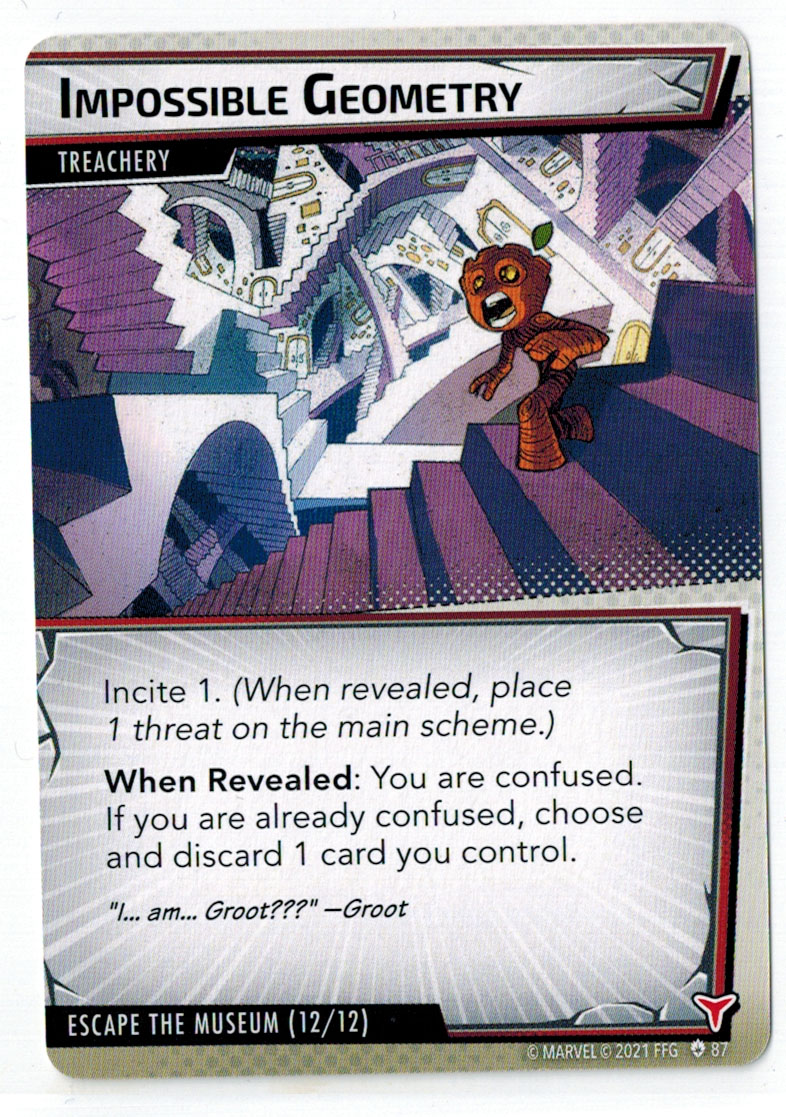 IMPOSSIBLE GEOMETRY
TREACHERY
Incite 1. (When revealed, place
1 threat on the main scheme.)
When Revealed: You are confused.
If you are already confused, choose
and discard 1 card you control.
"I... am... Groot???" —Groot
ESCAPE THE MUSEUM (12/12)
© MARVEL © 2021 FFG 87